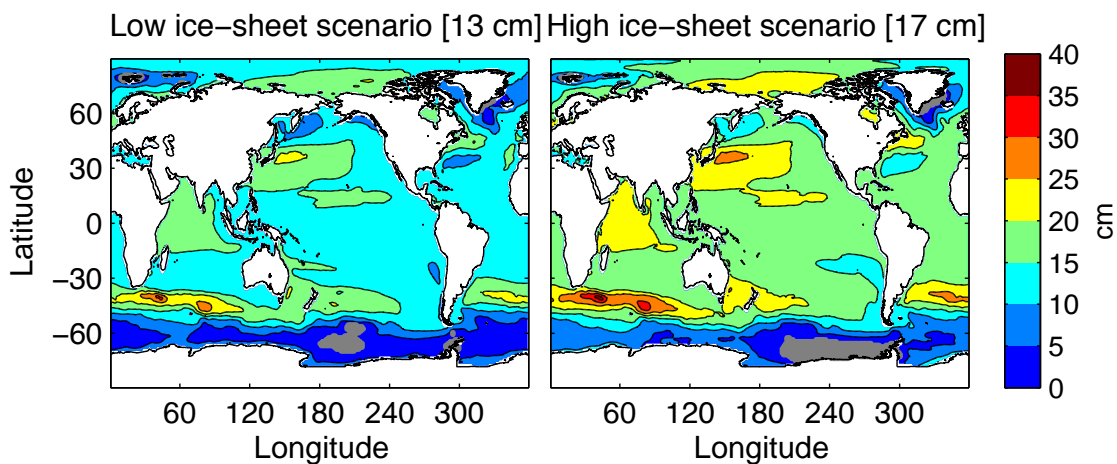 Low ice−sheet scenario [13 cm]
High ice−sheet scenario [17 cm]
Latitude
60
30
0
−30
−60
60 120 180 240 300
Longitude
60 120 180 240 300
Longitude
40
35
30
25
20
15
10
5
0
cm